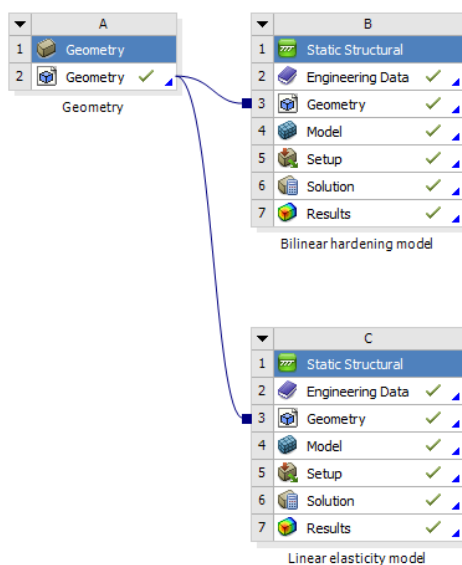 A
1 Geometry
2 Geometry
Geometry
B
1 Static Structural
2 Engineering Data
3 Geometry
4 Model
5 Setup
6 Solution
7 Results
Bilinear hardening model
C
1 Static Structural
2 Engineering Data
3 Geometry
4 Model
5 Setup
6 Solution
7 Results
Linear elasticity model